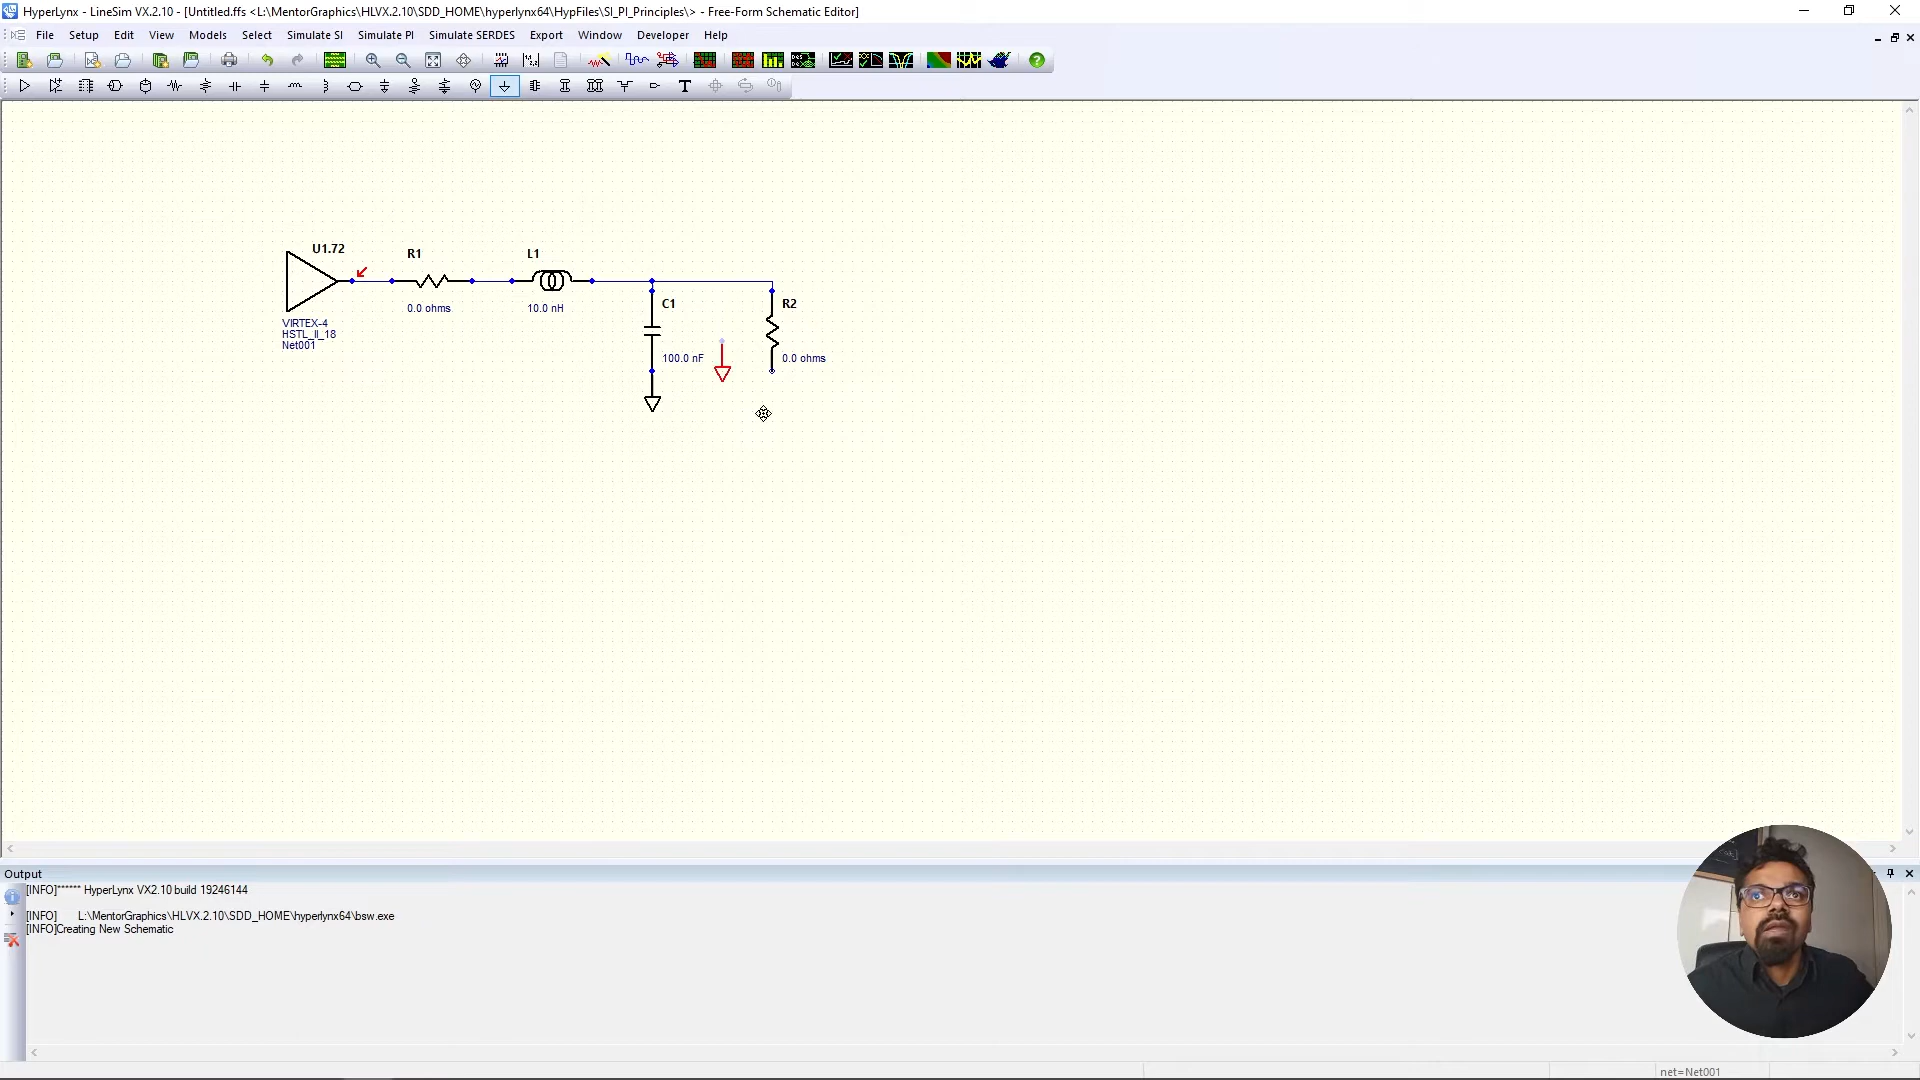 HyperLynx - LineSim VX.2.10 - [Untitled.ffs <L:\MentorGraphics\HLVX.2.10\SDD_HOME\hyperlynx64\HypFiles\SI_PI_Principles\> - Free-Form Schematic Editor]
File Setup Edit View Models Select Simulate SI Simulate PI Simulate SERDES Export Window Developer Help
U1.72
R1
L1
0.0 ohms
10.0 nH
C1
R2
VIRTEX-4
HSTL_II_18
Net001
100.0 nF
0.0 ohms
Output
[INFO]****** HyperLynx VX2.10 build 19246144
[INFO] L:\MentorGraphics\HLVX.2.10\SDD_HOME\hyperlynx64\bsw.exe
[INFO]Creating New Schematic
net=Net001